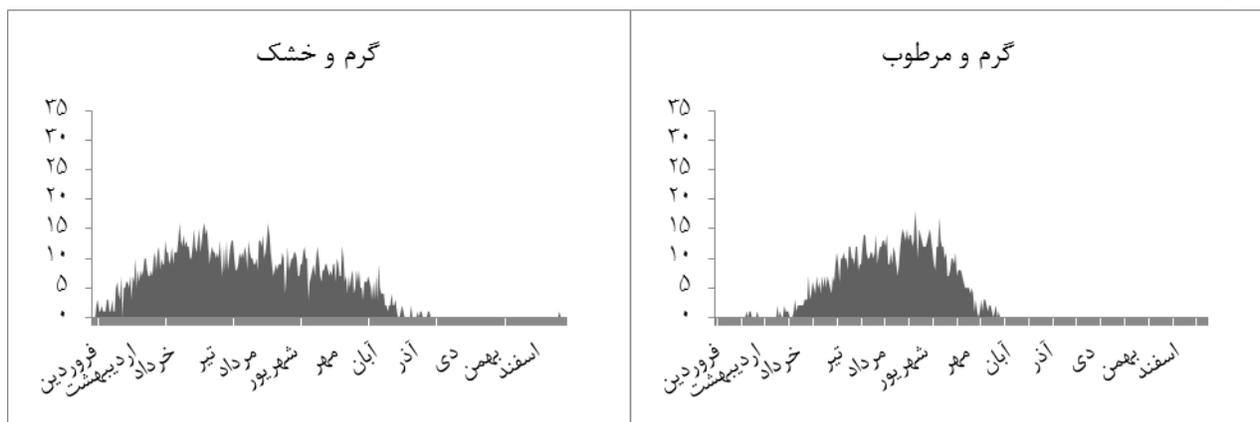 گرم و خشک
۳۵
۳۰
۲۵
۲۰
۱۵
۱۰
۵
۰
فروردین
اردیبهشت
خرداد
تیر
مرداد
شهریور
مهر
آبان
آذر
دی
بهمن
اسفند
گرم و مرطوب
۳۵
۳۰
۲۵
۲۰
۱۵
۱۰
۵
۰
فروردین
اردیبهشت
خرداد
تیر
مرداد
شهریور
مهر
آبان
آذر
دی
بهمن
اسفند